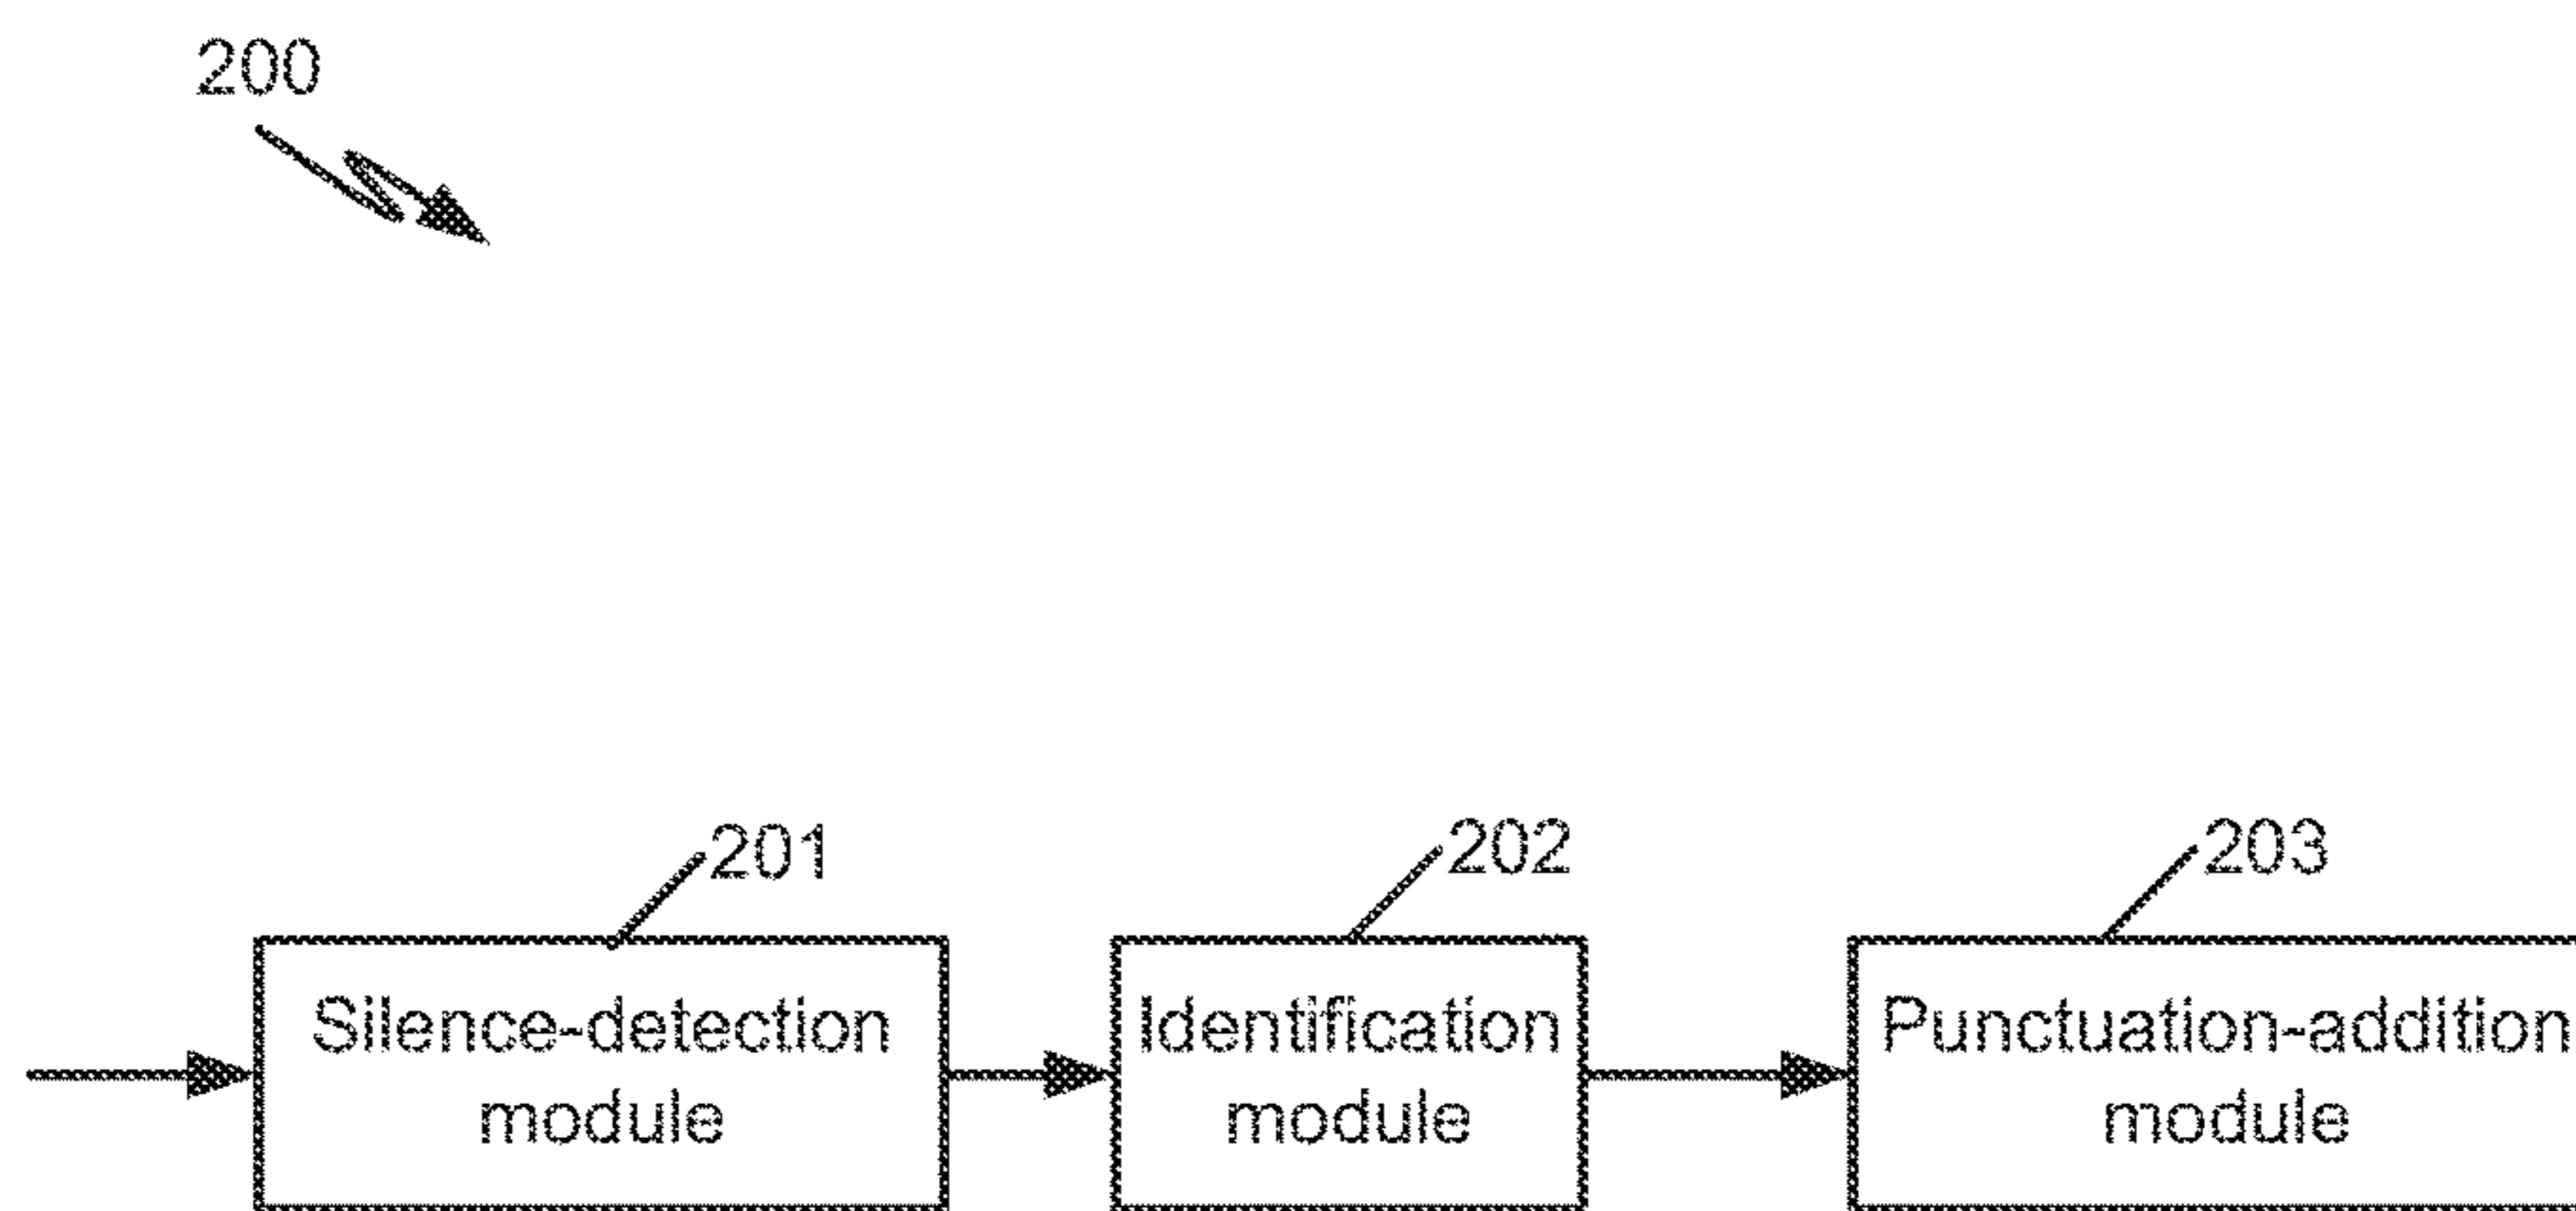 200
201
202
203
Silence-detection
module
Identification
module
Punctuation-addition
module